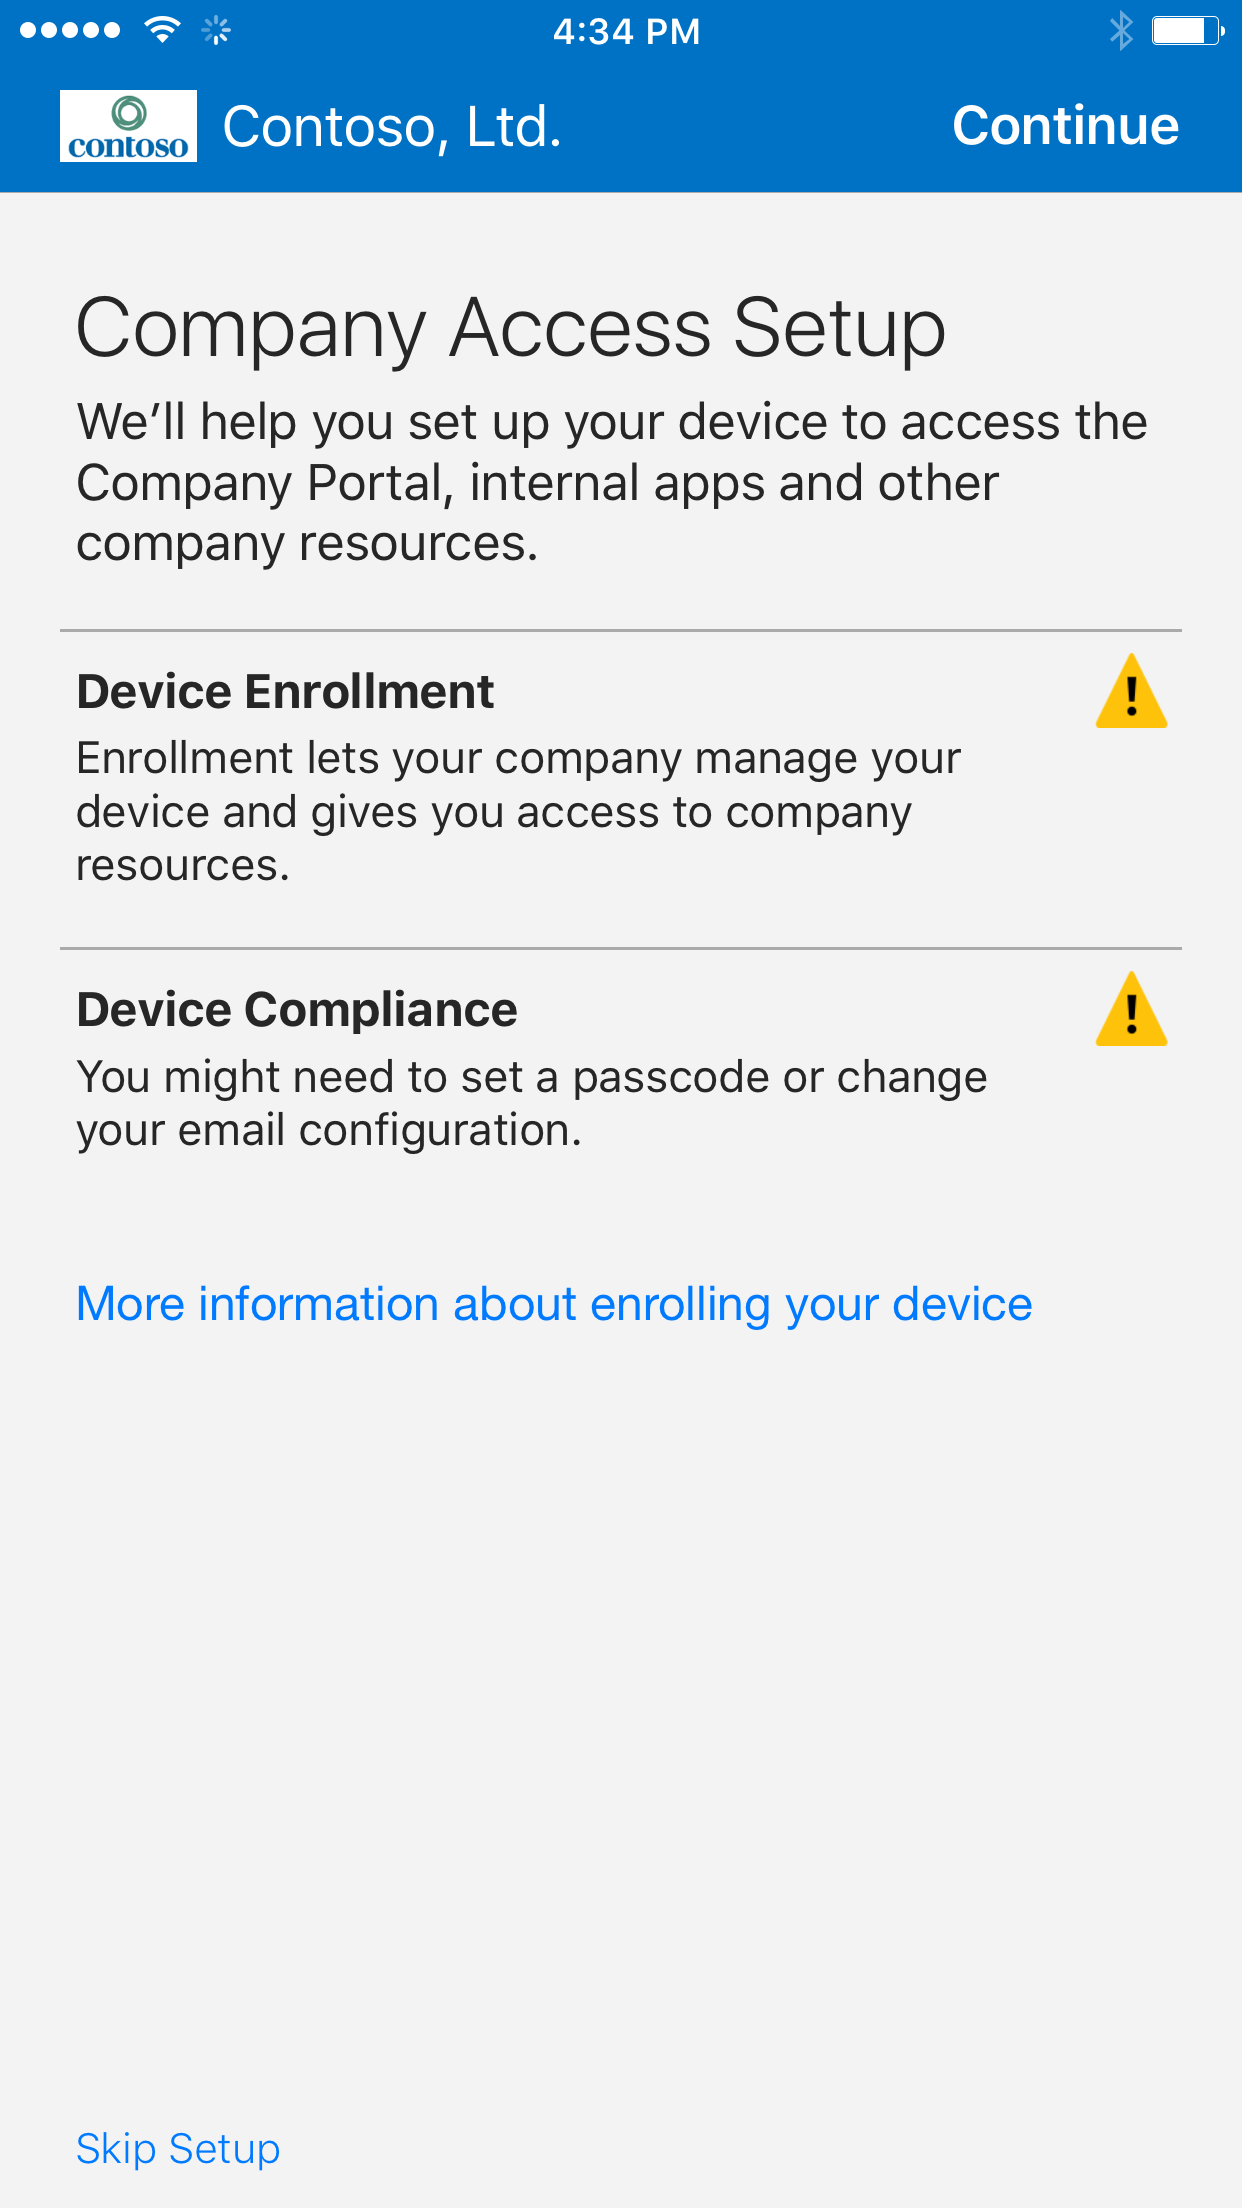 4:34 PM
contoso
Contoso, Ltd.
Continue
Company Access Setup
We’ll help you set up your device to access the
Company Portal, internal apps and other
company resources.
Device Enrollment
Enrollment lets your company manage your
device and gives you access to company
resources.
Device Compliance
You might need to set a passcode or change
your email configuration.
More information about enrolling your device
Skip Setup